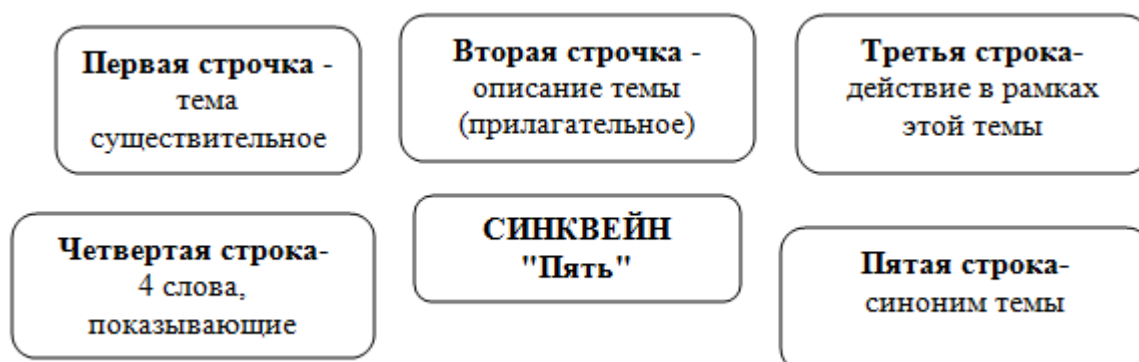 Первая строчка -
тема
существительное
Вторая строчка -
описание темы
(прилагательное)
Третья строка-
действие в рамках
этой темы
Четвертая строка-
4 слова,
показывающие
СИНКВЕЙН
"Пять"
Пятая строка-
синоним темы